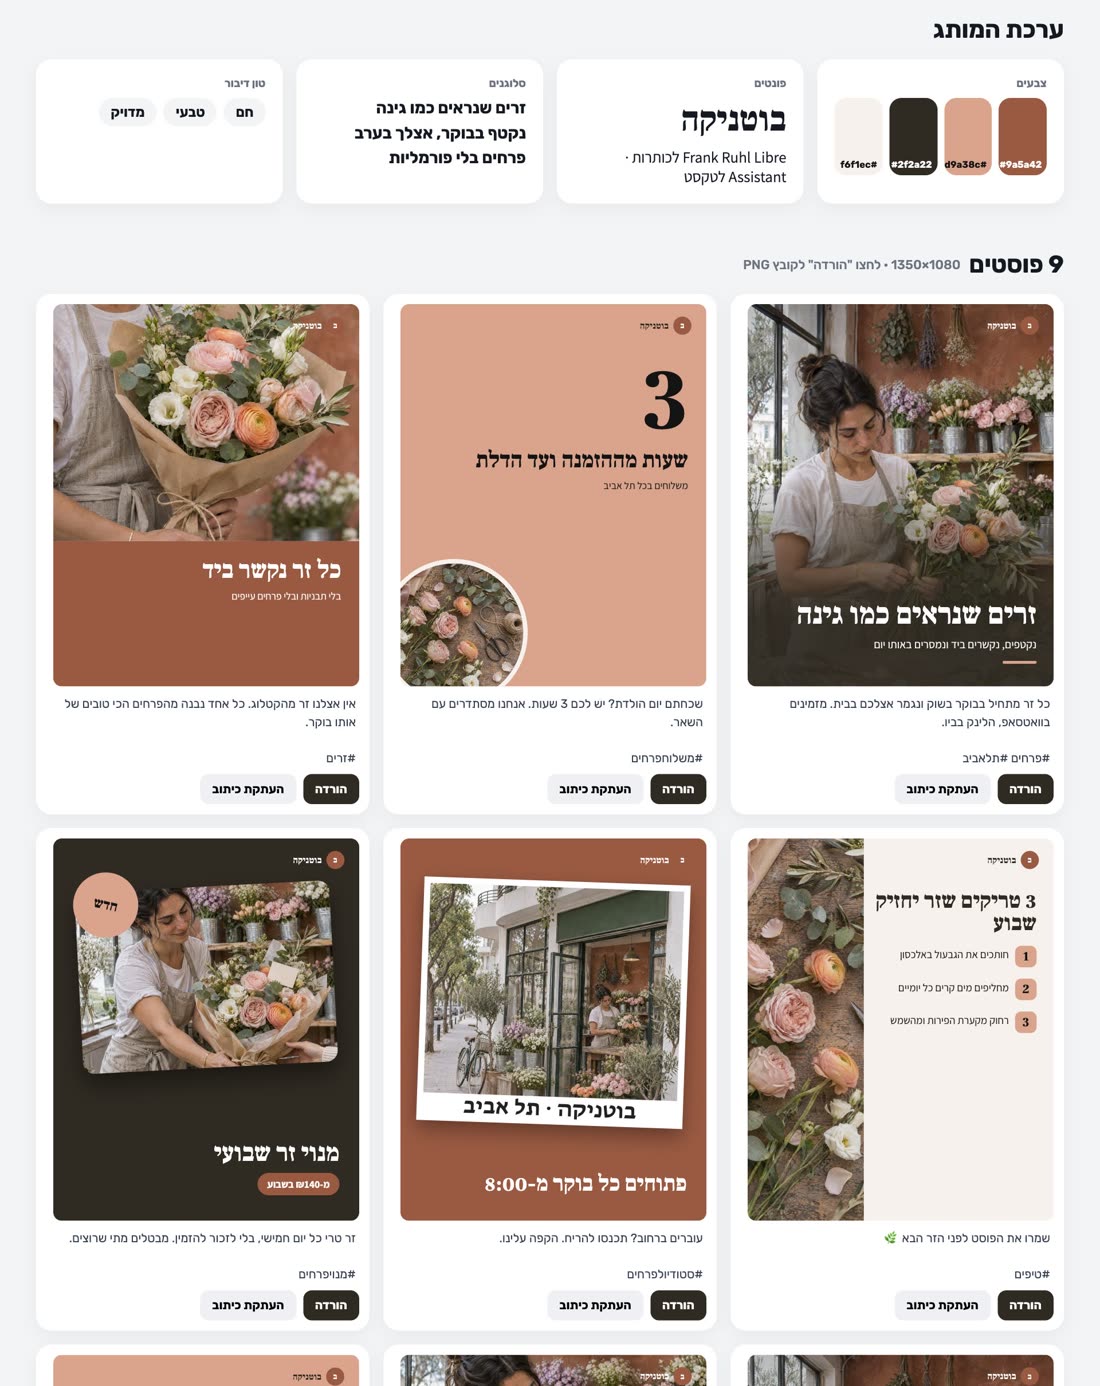 ערכת המותג
צבעים
#9a5a42
d9a38c#
#2f2a22
f6f1ec#
פונטים
בוטניקה
Frank Ruhl Libre לכותרות ·
Assistant לטקסט
סלוגנים
זרים שנראים כמו גינה
נקטף בבוקר, אצלך בערב
פרחים בלי פורמליות
טון דיבור
חם
טבעי
מדויק
9 פוסטים
1350×1080 • לחצו "הורדה" לקובץ PNG
ב בוטניקה
זרים שנראים כמו גינה
נקטפים, נקשרים ביד ונמסרים באותו יום
כל זר מתחיל בבוקר בשוק ונגמר אצלכם בבית. מזמינים
בוואטסאפ, הלינק בביו.
#פרחים #תלאביב
הורדה
העתקת כיתוב
ב בוטניקה
3
שעות מההזמנה ועד הדלת
משלוחים בכל תל אביב
שכחתם יום הולדת? יש לכם 3 שעות. אנחנו מסתדרים עם
השאר.
#משלוחפרחים
הורדה
העתקת כיתוב
ב בוטניקה
כל זר נקשר ביד
בלי תבניות ובלי פרחים עייפים
אין אצלנו זר מהקטלוג. כל אחד נבנה מהפרחים הכי טובים של
אותו בוקר.
#זרים
הורדה
העתקת כיתוב
ב בוטניקה
3 טריקים שזר יחזיק
שבוע
1 חותכים את הגבעול באלכסון
2 מחליפים מים קרים כל יומיים
3 רחוק מקערת הפירות ומהשמש
שמרו את הפוסט לפני הזר הבא 🌿
#טיפים
הורדה
העתקת כיתוב
ב בוטניקה
בוטניקה · תל אביב
פתוחים כל בוקר מ-8:00
עוברים ברחוב? תכנסו להריח. הקפה עלינו.
#סטודיולפרחים
הורדה
העתקת כיתוב
ב בוטניקה
חדש
מנוי זר שבועי
מ-₪140 בשבוע
זר טרי כל יום חמישי, בלי לזכור להזמין. מבטלים מתי שרוצים.
#מנויפרחים
הורדה
העתקת כיתוב
ב בוטניקה
ב בוטניקה
ב בוטניקה